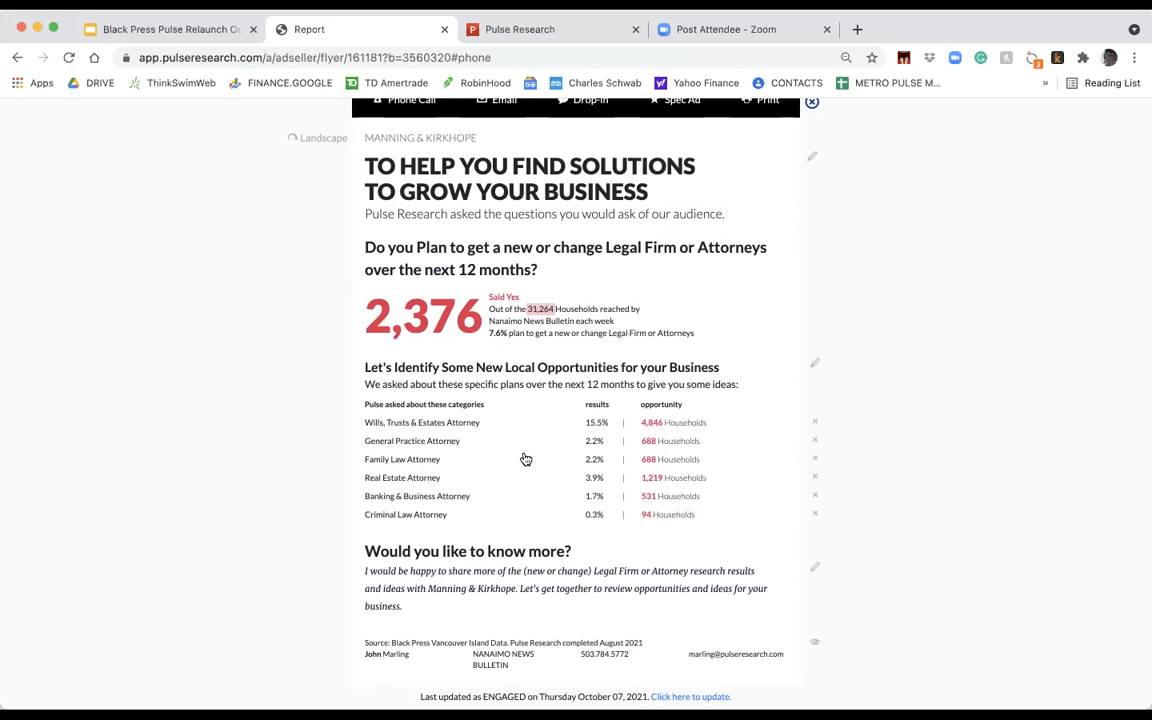 Black Press Pulse Relaunch Ou
Report
Pulse Research
Post Attendee - Zoom
app.pulseresearch.com/a/adseller/flyer/161181?b=3560320#phone
3
Apps
DRIVE
ThinkSwimWeb
FINANCE.GOOGLE
TD Amertrade
RobinHood
Charles Schwab
Yahoo Finance
CONTACTS
METRO PULSE M...
»
Reading List
Phone Call
Email
Drop-in
Spec Ad
Print
Landscape
MANNING & KIRKHOPE
TO HELP YOU FIND SOLUTIONS
TO GROW YOUR BUSINESS
Pulse Research asked the questions you would ask of our audience.
Do you Plan to get a new or change Legal Firm or Attorneys
over the next 12 months?
2,376
Said Yes
Out of the 31,264 Households reached by
Nanaimo News Bulletin each week
7.6% plan to get a new or change Legal Firm or Attorneys
Let's Identify Some New Local Opportunities for your Business
We asked about these specific plans over the next 12 months to give you some ideas:
Pulse asked about these categories results opportunity
Wills, Trusts & Estates Attorney 15.5% | 4,846 Households
General Practice Attorney 2.2% | 688 Households
Family Law Attorney 2.2% | 688 Households
Real Estate Attorney 3.9% | 1,219 Households
Banking & Business Attorney 1.7% | 531 Households
Criminal Law Attorney 0.3% | 94 Households
Would you like to know more?
I would be happy to share more of the (new or change) Legal Firm or Attorney research results
and ideas with Manning & Kirkhope. Let's get together to review opportunities and ideas for your
business.
Source: Black Press Vancouver Island Data. Pulse Research completed August 2021
John Marling
NANAIMO NEWS
BULLETIN
503.784.5772
marling@pulseresearch.com
Last updated as ENGAGED on Thursday October 07, 2021. Click here to update.